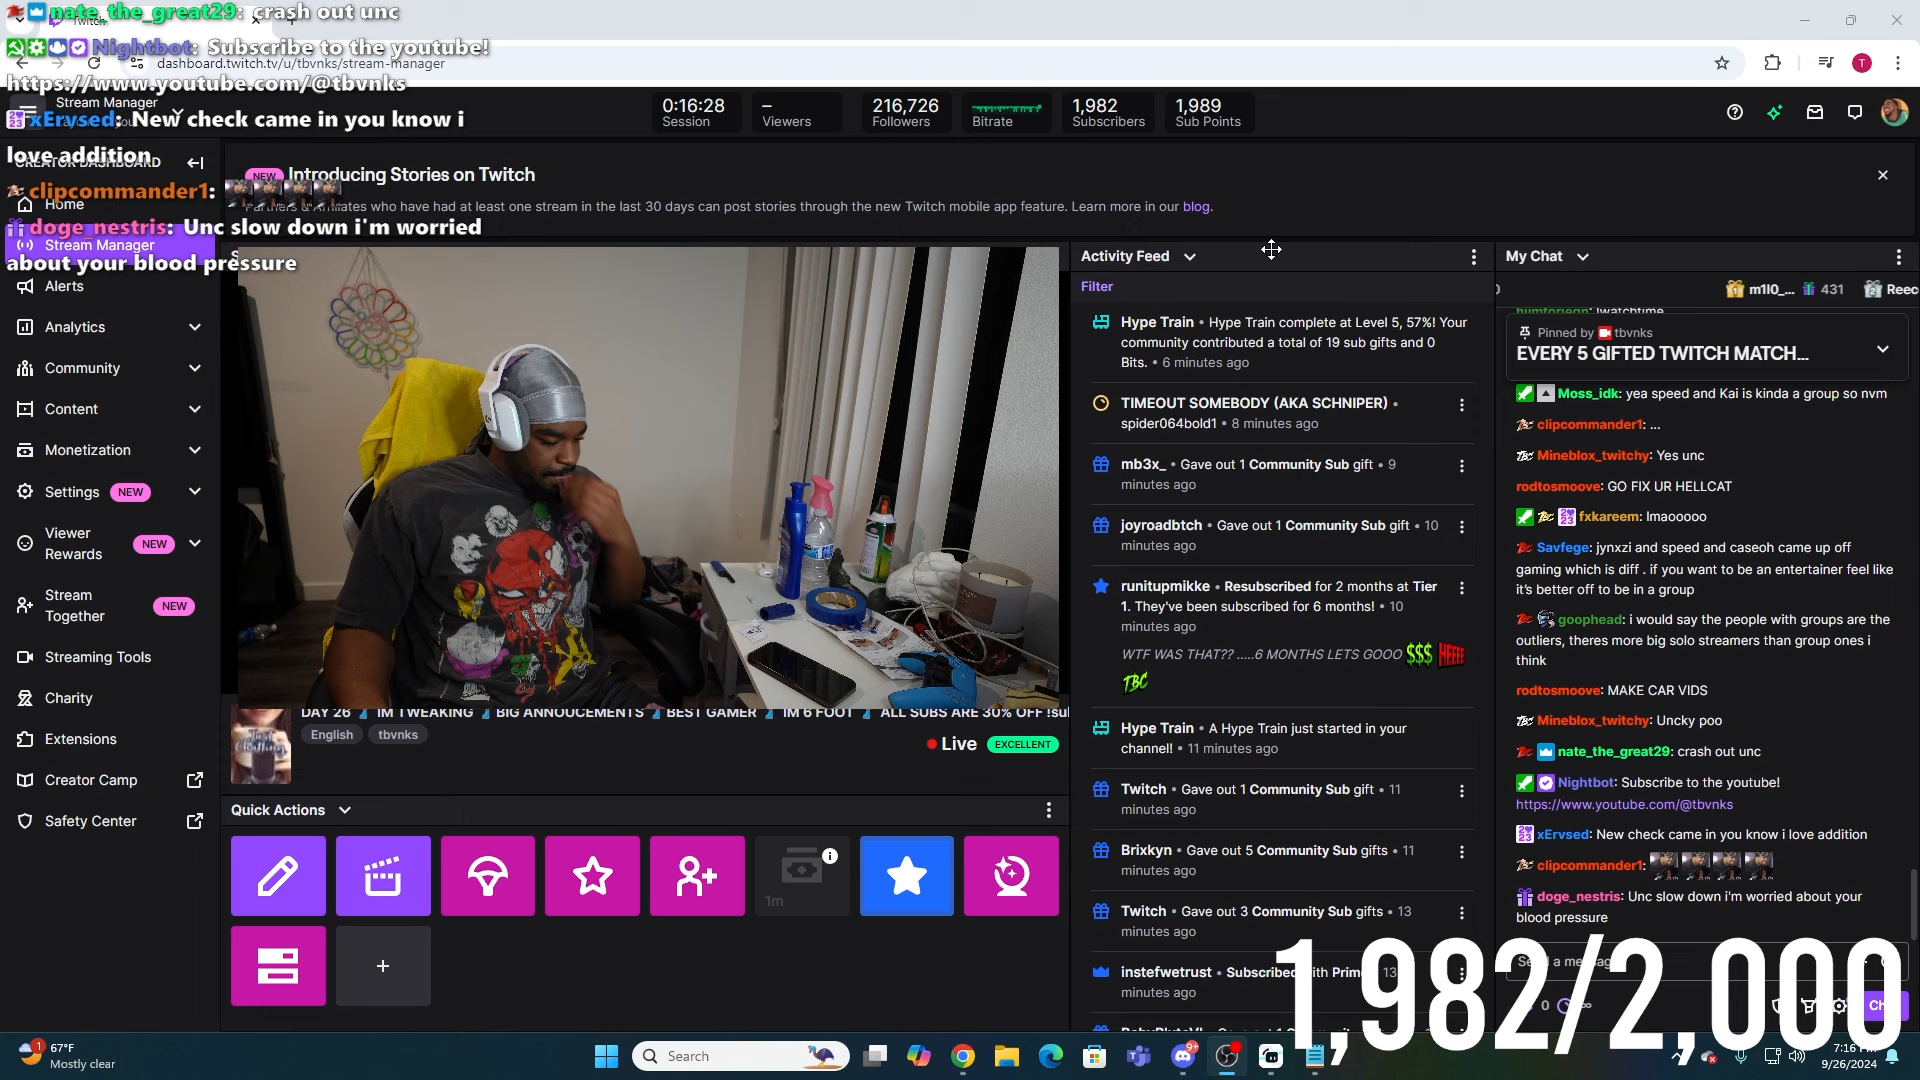 nate_the_great29: crash out unc
Nightbot: Subscribe to the youtube!
https://www.youtube.com/@tbvnks
xErvsed: New check came in you know i
love addition
clipcommander1:
doge_nestris: Unc slow down i'm worried
about your blood pressure
Twitch
dashboard.twitch.tv/u/tbvnks/stream-manager
T
Stream Manager
0:16:28
Session
–
Viewers
216,726
Followers
Bitrate
1,982
Subscribers
1,989
Sub Points
CREATOR DASHBOARD
Home
Stream Manager
Alerts
Analytics
Community
Content
Monetization
Settings NEW
Viewer
Rewards NEW
Stream
Together NEW
Streaming Tools
Charity
Extensions
Creator Camp
Safety Center
NEW Introducing Stories on Twitch
Partners & Affiliates who have had at least one stream in the last 30 days can post stories through the new Twitch mobile app feature. Learn more in our blog.
DAY 26 IM TWEAKING BIG ANNOUCEMENTS BEST GAMER IM 6 FOOT ALL SUBS ARE 30% OFF !su
English tbvnks
Live EXCELLENT
Quick Actions
1m
+
Activity Feed
Filter
Hype Train • Hype Train complete at Level 5, 57%! Your
community contributed a total of 19 sub gifts and 0
Bits. • 6 minutes ago
TIMEOUT SOMEBODY (AKA SCHNIPER) •
spider064bold1 • 8 minutes ago
mb3x_ • Gave out 1 Community Sub gift • 9
minutes ago
joyroadbtch • Gave out 1 Community Sub gift • 10
minutes ago
runitupmikke • Resubscribed for 2 months at Tier
1. They've been subscribed for 6 months! • 10
minutes ago
WTF WAS THAT?? .....6 MONTHS LETS GOOO $$$ HEEEE
TBC
Hype Train • A Hype Train just started in your
channel! • 11 minutes ago
Twitch • Gave out 1 Community Sub gift • 11
minutes ago
Brixkyn • Gave out 5 Community Sub gifts • 11
minutes ago
Twitch • Gave out 3 Community Sub gifts • 13
minutes ago
instefwetrust • Subscribed with Prime 13
minutes ago
My Chat
m1l0_... 431 Reec
Pinned by tbvnks
EVERY 5 GIFTED TWITCH MATCH...
Moss_idk: yea speed and Kai is kinda a group so nvm
clipcommander1: ...
Mineblox_twitchy: Yes unc
rodtosmoove: GO FIX UR HELLCAT
fxkareem: lmaooooo
Savfege: jynxzi and speed and caseoh came up off
gaming which is diff . if you want to be an entertainer feel like
it's better off to be in a group
goophead: i would say the people with groups are the
outliers, theres more big solo streamers than group ones i
think
rodtosmoove: MAKE CAR VIDS
Mineblox_twitchy: Uncky poo
nate_the_great29: crash out unc
Nightbot: Subscribe to the youtube!
https://www.youtube.com/@tbvnks
xErvsed: New check came in you know i love addition
clipcommander1:
doge_nestris: Unc slow down i'm worried about your
blood pressure
Send a message
0
1,982/2,000
1
67°F
Mostly clear
Search
9+
7:16 PM
9/26/2024